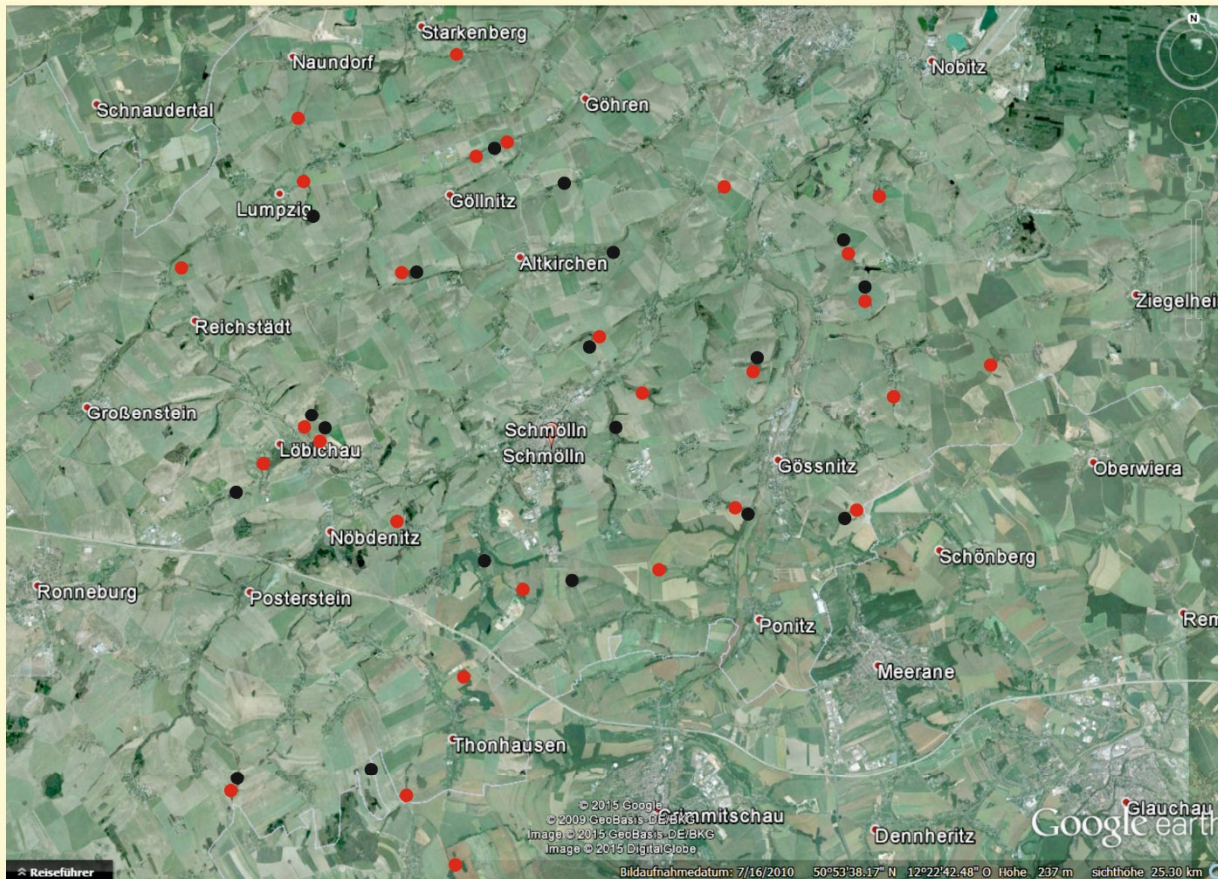 Starkenberg
N
Naundorf
Nobitz
Schnaudertal
Göhren
Lumpzig
Göllnitz
Altkirchen
Ziegelhei
Reichstädt
Großenstein
Schmölln
Löbichau
Schmölln
Gössnitz
Oberwiera
Nöbdenitz
Schönberg
Ronneburg
Posterstein
Ponitz
Rem
Meerane
Thonhausen
© 2015 Google
© 2009 GeoBasis-DE/BKG
Crimmitschau
Glauchau
Image © 2015 GeoBasis-DE/BKG
Google earth
Dennheritz
Image © 2015 DigitalGlobe
Reiseführer
Bildaufnahmedatum: 7/16/2010 50°53'38.17" N 12°22'42.48" O Höhe 237 m sichthöhe 25.30 km